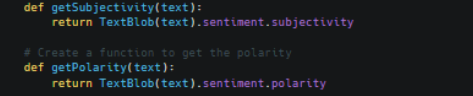 def getSubjectivity(text):
    return TextBlob(text).sentiment.subjectivity

# Create a function to get the polarity
def getPolarity(text):
    return TextBlob(text).sentiment.polarity